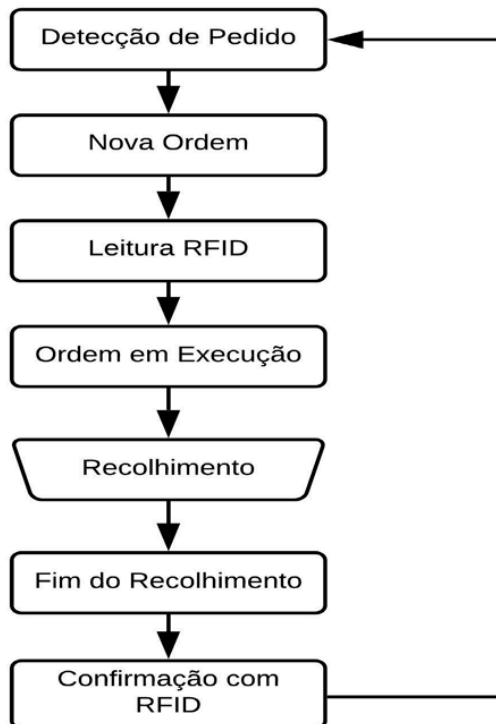 Detecção de Pedido
Nova Ordem
Leitura RFID
Ordem em Execução
Recolhimento
Fim do Recolhimento
Confirmação com
RFID